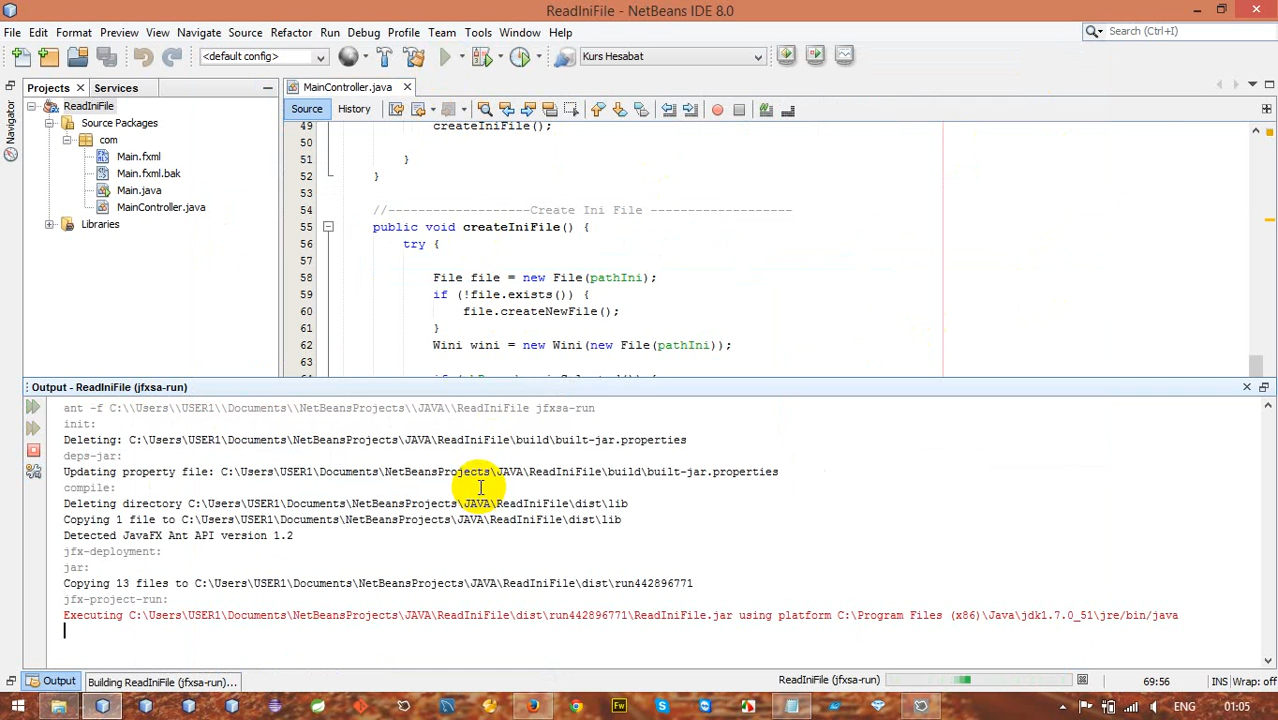 ReadIniFile - NetBeans IDE 8.0
File Edit Format Preview View Navigate Source Refactor Run Debug Profile Team Tools Window Help
Search (Ctrl+I)
<default config>
Kurs Hesabat
Projects
Services
MainController.java
Navigator
ReadIniFile
Source Packages
com
Main.fxml
Main.fxml.bak
Main.java
MainController.java
Libraries
Source
History
49 createIniFile();
50
51 }
52 }
53
54 //-------------------Create Ini File -------------------
55 public void createIniFile() {
56 try {
57
58 File file = new File(pathIni);
59 if (!file.exists()) {
60 file.createNewFile();
61 }
62 Wini wini = new Wini(new File(pathIni));
63
Output - ReadIniFile (jfxsa-run)
ant -f C:\\Users\\USER1\\Documents\\NetBeansProjects\\JAVA\\ReadIniFile jfxsa-run
init:
Deleting: C:\Users\USER1\Documents\NetBeansProjects\JAVA\ReadIniFile\build\built-jar.properties
deps-jar:
Updating property file: C:\Users\USER1\Documents\NetBeansProjects\JAVA\ReadIniFile\build\built-jar.properties
compile:
Deleting directory C:\Users\USER1\Documents\NetBeansProjects\JAVA\ReadIniFile\dist\lib
Copying 1 file to C:\Users\USER1\Documents\NetBeansProjects\JAVA\ReadIniFile\dist\lib
Detected JavaFX Ant API version 1.2
jfx-deployment:
jar:
Copying 13 files to C:\Users\USER1\Documents\NetBeansProjects\JAVA\ReadIniFile\dist\run442896771
jfx-project-run:
Executing C:\Users\USER1\Documents\NetBeansProjects\JAVA\ReadIniFile\dist\run442896771\ReadIniFile.jar using platform C:\Program Files (x86)\Java\jdk1.7.0_51\jre/bin/java
Output
Building ReadIniFile (jfxsa-run)...
ReadIniFile (jfxsa-run)
69:56
INS
Wrap: off
Fw
ENG
01:05